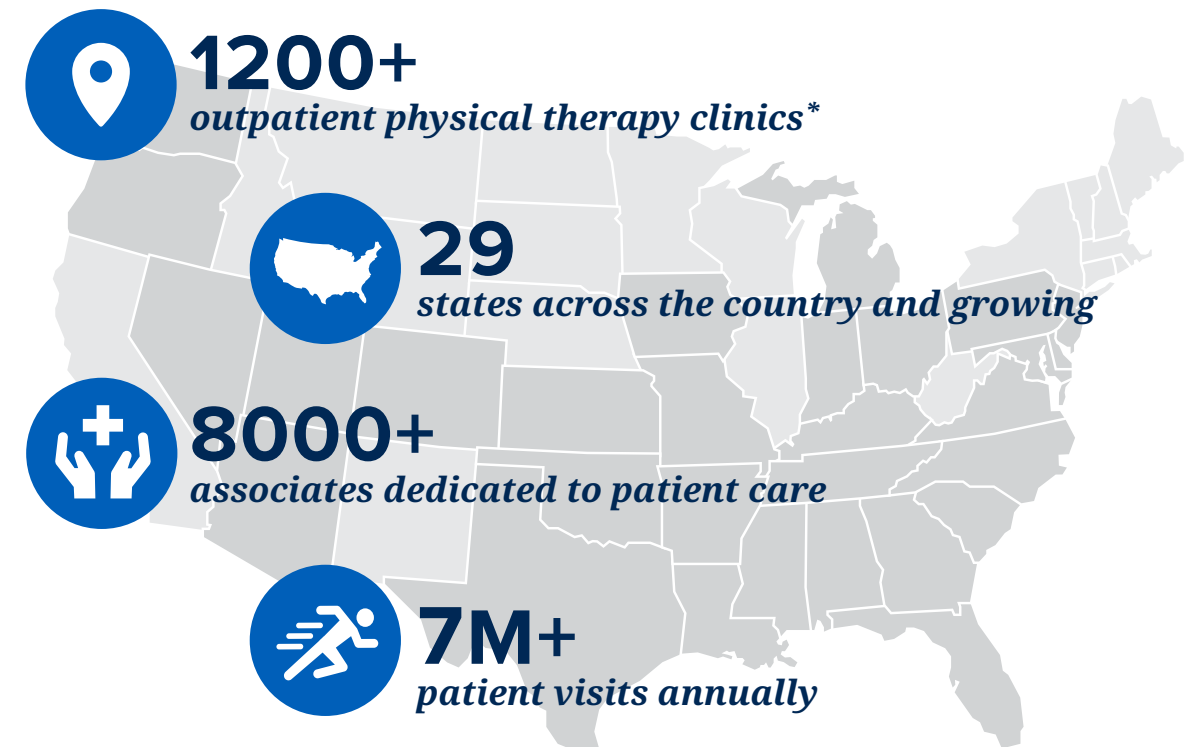 1200+
outpatient physical therapy clinics*
29
states across the country and growing
8000+
associates dedicated to patient care
7M+
patient visits annually